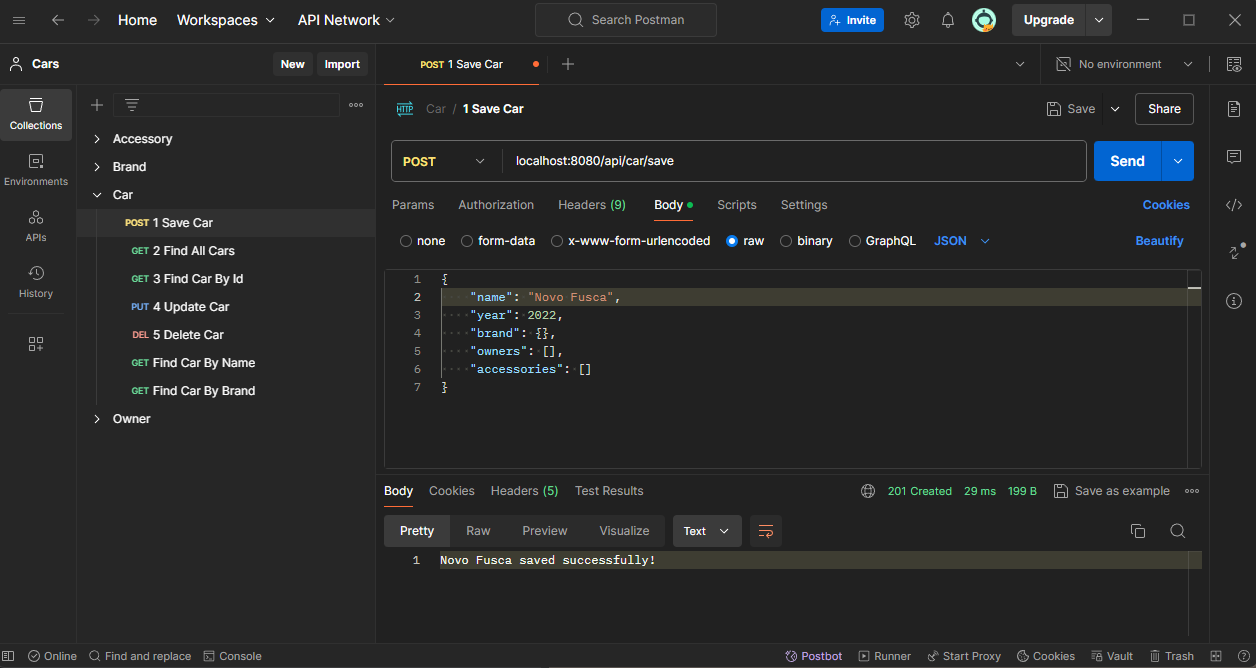 Home Workspaces API Network Search Postman Invite Upgrade
Cars New Import POST 1 Save Car No environment
Collections
Environments
APIs
History
Accessory
Brand
Car
POST 1 Save Car
GET 2 Find All Cars
GET 3 Find Car By Id
PUT 4 Update Car
DEL 5 Delete Car
GET Find Car By Name
GET Find Car By Brand
Owner
HTTP Car / 1 Save Car Save Share
POST localhost:8080/api/car/save Send
Params Authorization Headers (9) Body Scripts Settings Cookies
none form-data x-www-form-urlencoded raw binary GraphQL JSON Beautify
1 {
2 "name": "Novo Fusca",
3 "year": 2022,
4 "brand": {},
5 "owners": [],
6 "accessories": []
7 }
Body Cookies Headers (5) Test Results 201 Created 29 ms 199 B Save as example
Pretty Raw Preview Visualize Text
1 Novo Fusca saved successfully!
Online Find and replace Console Postbot Runner Start Proxy Cookies Vault Trash